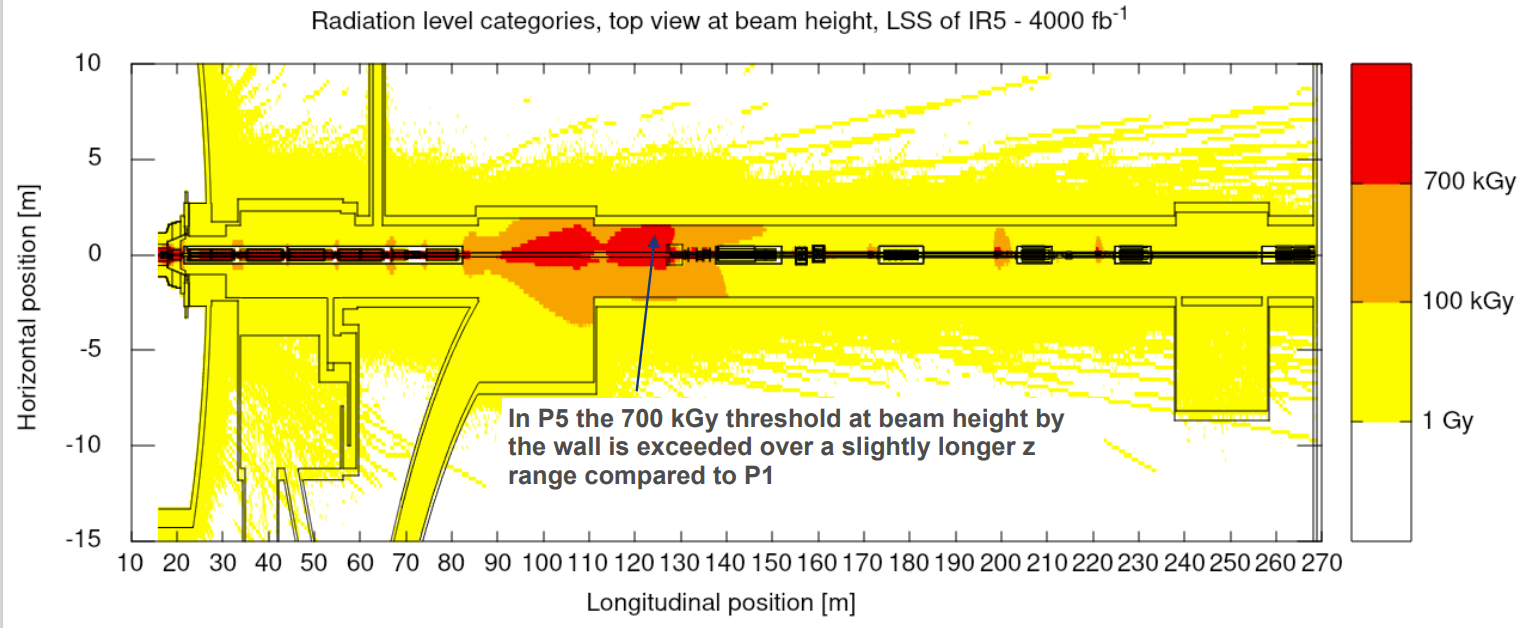 Radiation level categories, top view at beam height, LSS of IR5 - 4000 fb-1
10
5
0
-5
-10
-15
Horizontal position [m]
700 kGy
100 kGy
1 Gy
In P5 the 700 kGy threshold at beam height by
the wall is exceeded over a slightly longer z
range compared to P1
10 20 30 40 50 60 70 80 90 100 110 120 130 140 150 160 170 180 190 200 210 220 230 240 250 260 270
Longitudinal position [m]